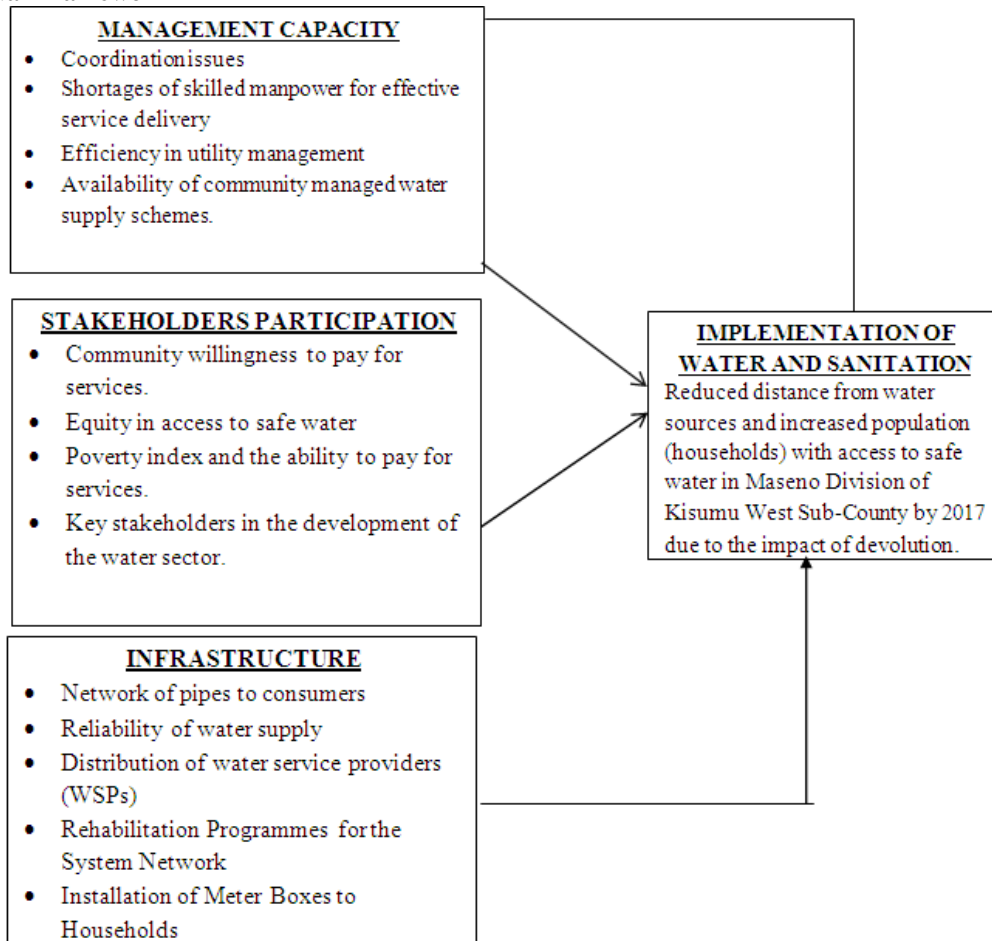 MANAGEMENT CAPACITY
• Coordination issues
• Shortages of skilled manpower for effective
service delivery
• Efficiency in utility management
• Availability of community managed water
supply schemes.
STAKEHOLDERS PARTICIPATION
• Community willingness to pay for
services.
• Equity in access to safe water
• Poverty index and the ability to pay for
services.
• Key stakeholders in the development of
the water sector.
INFRASTRUCTURE
• Network of pipes to consumers
• Reliability of water supply
• Distribution of water service providers
(WSPs)
• Rehabilitation Programmes for the
System Network
• Installation of Meter Boxes to
Households
IMPLEMENTATION OF
WATER AND SANITATION
Reduced distance from water
sources and increased population
(households) with access to safe
water in Maseno Division of
Kisumu West Sub-County by 2017
due to the impact of devolution.